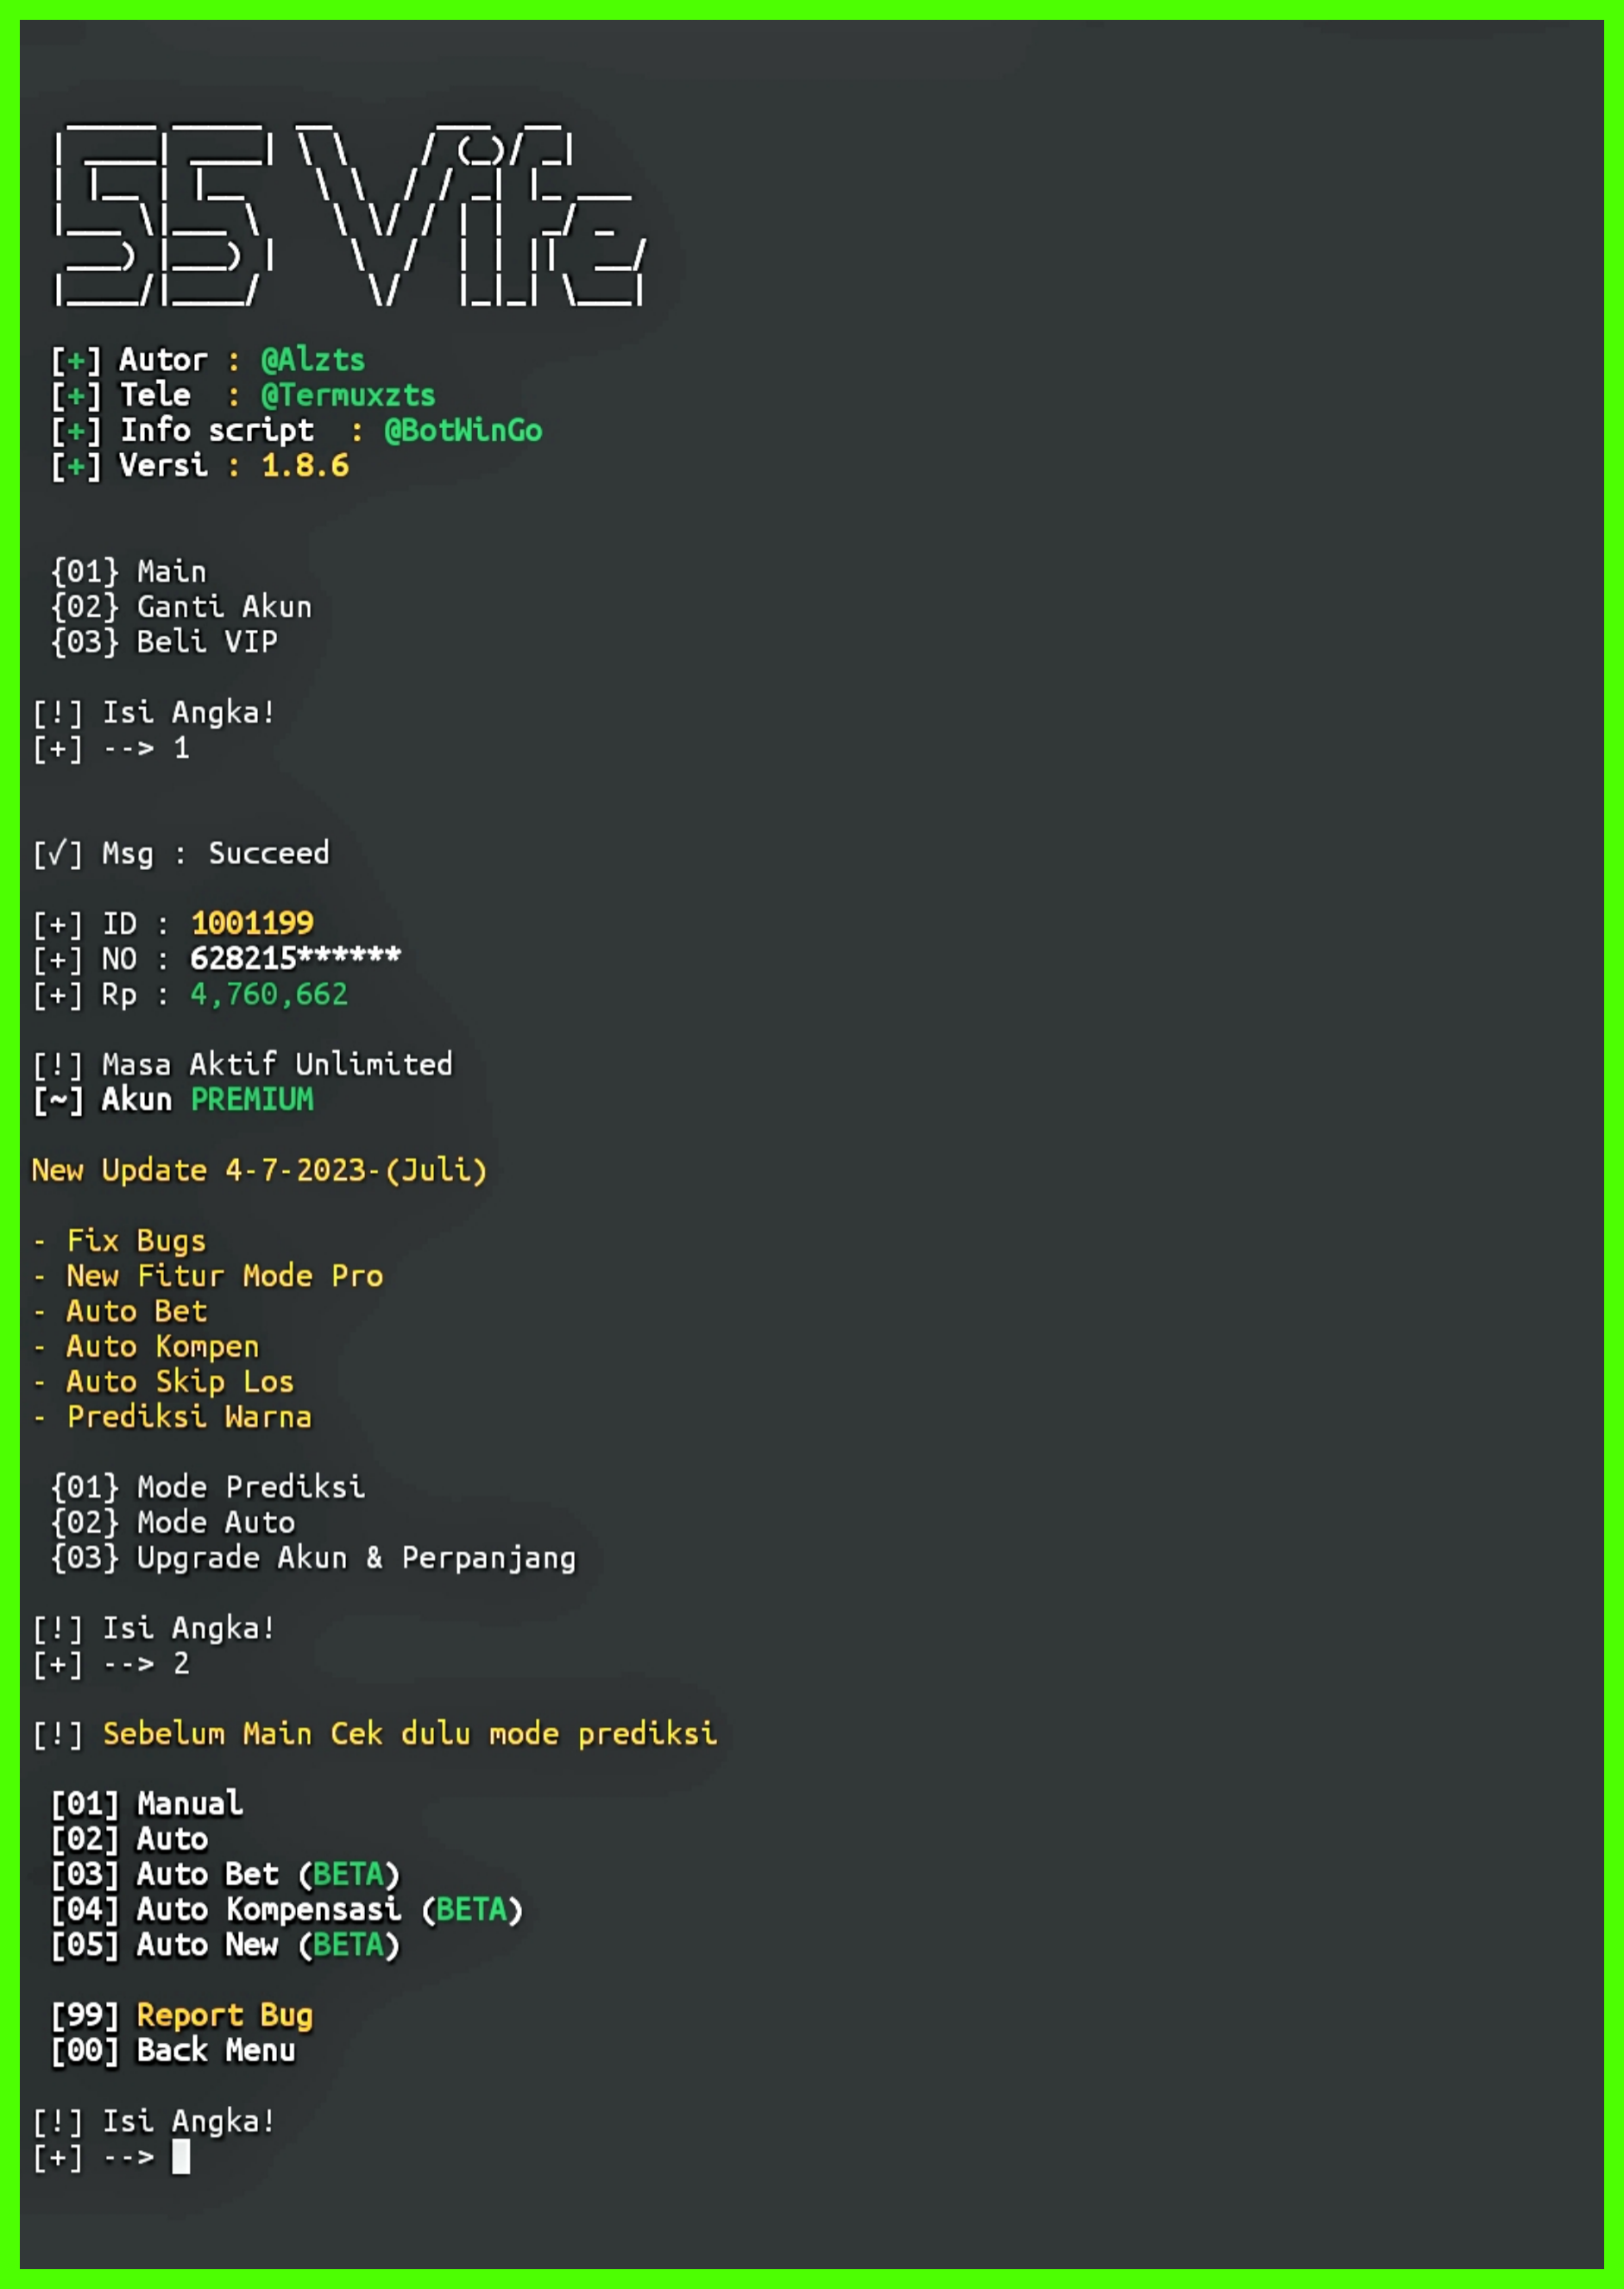 55 Vife
[+] Autor : @Alzts
[+] Tele  : @Termuxzts
[+] Info script  : @BotWinGo
[+] Versi : 1.8.6
{01} Main
{02} Ganti Akun
{03} Beli VIP
[!] Isi Angka!
[+] --> 1
[√] Msg : Succeed
[+] ID : 1001199
[+] NO : 628215******
[+] Rp : 4,760,662
[!] Masa Aktif Unlimited
[~] Akun PREMIUM
New Update 4-7-2023-(Juli)
- Fix Bugs
- New Fitur Mode Pro
- Auto Bet
- Auto Kompen
- Auto Skip Los
- Prediksi Warna
{01} Mode Prediksi
{02} Mode Auto
{03} Upgrade Akun & Perpanjang
[!] Isi Angka!
[+] --> 2
[!] Sebelum Main Cek dulu mode prediksi
[01] Manual
[02] Auto
[03] Auto Bet (BETA)
[04] Auto Kompensasi (BETA)
[05] Auto New (BETA)
[99] Report Bug
[00] Back Menu
[!] Isi Angka!
[+] -->